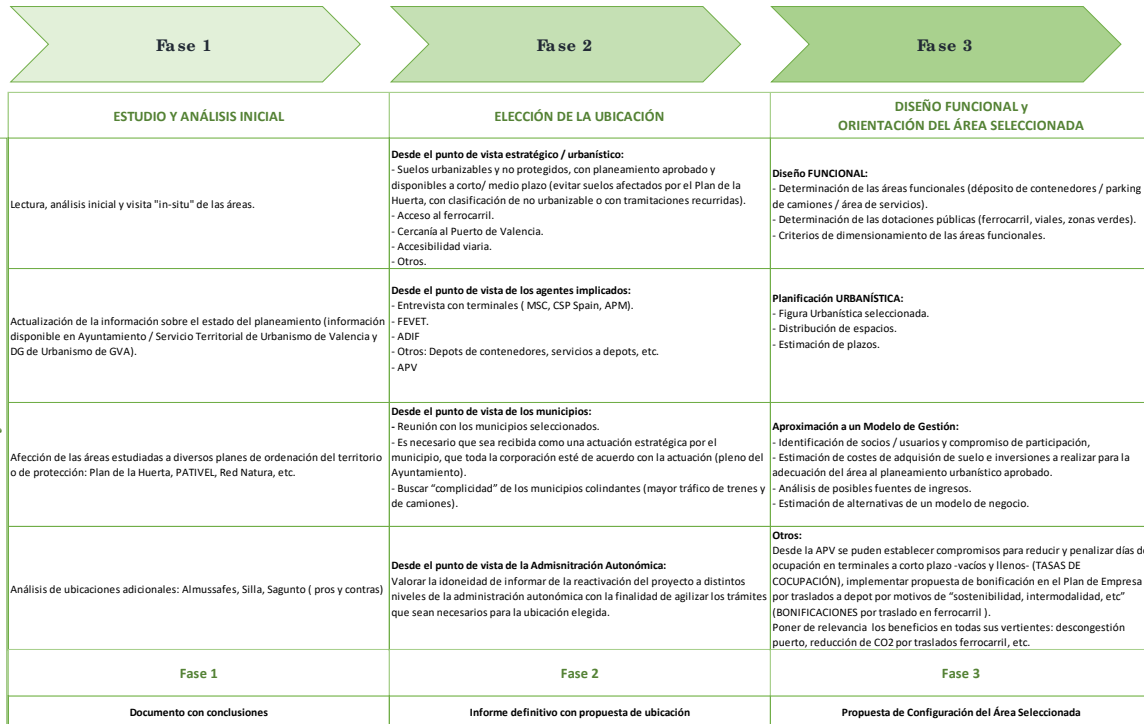 Fase 1
Fase 2
Fase 3
ESTUDIO Y ANÁLISIS INICIAL
ELECCIÓN DE LA UBICACIÓN
DISEÑO FUNCIONAL y
ORIENTACIÓN DEL ÁREA SELECCIONADA
Lectura, análisis inicial y visita "in-situ" de las áreas.
Desde el punto de vista estratégico / urbanístico:
- Suelos urbanizables y no protegidos, con planeamiento aprobado y
disponibles a corto/ medio plazo (evitar suelos afectados por el Plan de la
Huerta, con clasificación de no urbanizable o con tramitaciones recurridas).
- Acceso al ferrocarril.
- Cercanía al Puerto de Valencia.
- Accesibilidad viaria.
- Otros.
Diseño FUNCIONAL:
- Determinación de las áreas funcionales (déposito de contenedores / parking
de camiones / área de servicios).
- Determinación de las dotaciones públicas (ferrocarril, viales, zonas verdes).
- Criterios de dimensionamiento de las áreas funcionales.
Actualización de la información sobre el estado del planeamiento (información
disponible en Ayuntamiento / Servicio Territorial de Urbanismo de Valencia y
DG de Urbanismo de GVA).
Desde el punto de vista de los agentes implicados:
- Entrevista con terminales ( MSC, CSP Spain, APM).
- FEVET.
- ADIF
- Otros: Depots de contenedores, servicios a depots, etc.
- APV
Planificación URBANÍSTICA:
- Figura Urbanística seleccionada.
- Distribución de espacios.
- Estimación de plazos.
Afección de las áreas estudiadas a diversos planes de ordenación del territorio
o de protección: Plan de la Huerta, PATIVEL, Red Natura, etc.
Desde el punto de vista de los municipios:
- Reunión con los municipios seleccionados.
- Es necesario que sea recibida como una actuación estratégica por el
municipio, que toda la corporación esté de acuerdo con la actuación (pleno del
Ayuntamiento).
- Buscar “complicidad” de los municipios colindantes (mayor tráfico de trenes y
de camiones).
Aproximación a un Modelo de Gestión:
- Identificación de socios / usuarios y compromiso de participación,
- Estimación de costes de adquisición de suelo e inversiones a realizar para la
adecuación del área al planeamiento urbanístico aprobado.
- Análisis de posibles fuentes de ingresos.
- Estimación de alternativas de un modelo de negocio.
Análisis de ubicaciones adicionales: Almussafes, Silla, Sagunto ( pros y contras)
Desde el punto de vista de la Admisnitración Autonómica:
Valorar la idoneidad de informar de la reactivación del proyecto a distintos
niveles de la administración autonómica con la finalidad de agilizar los trámites
que sean necesarios para la ubicación elegida.
Otros:
Desde la APV se puden establecer compromisos para reducir y penalizar días de
ocupación en terminales a corto plazo -vacíos y llenos- (TASAS DE
COCUPACIÓN), implementar propuesta de bonificación en el Plan de Empresa
por traslados a depot por motivos de “sostenibilidad, intermodalidad, etc”
(BONIFICACIONES por traslado en ferrocarril ).
Poner de relevancia los beneficios en todas sus vertientes: descongestión
puerto, reducción de CO2 por traslados ferrocarril, etc.
Fase 1
Fase 2
Fase 3
Documento con conclusiones
Informe definitivo con propuesta de ubicación
Propuesta de Configuración del Área Seleccionada